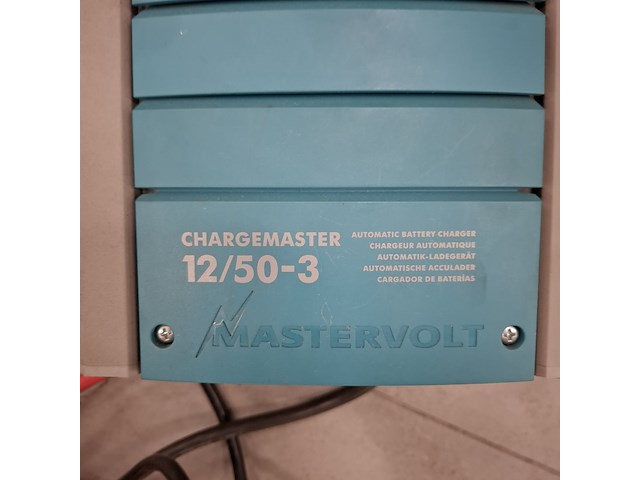 CHARGEMASTER
12/50-3
AUTOMATIC BATTERY CHARGER
CHARGEUR AUTOMATIQUE
AUTOMATIK-LADEGERÄT
AUTOMATISCHE ACCULADER
CARGADOR DE BATERÍAS
MASTERVOLT